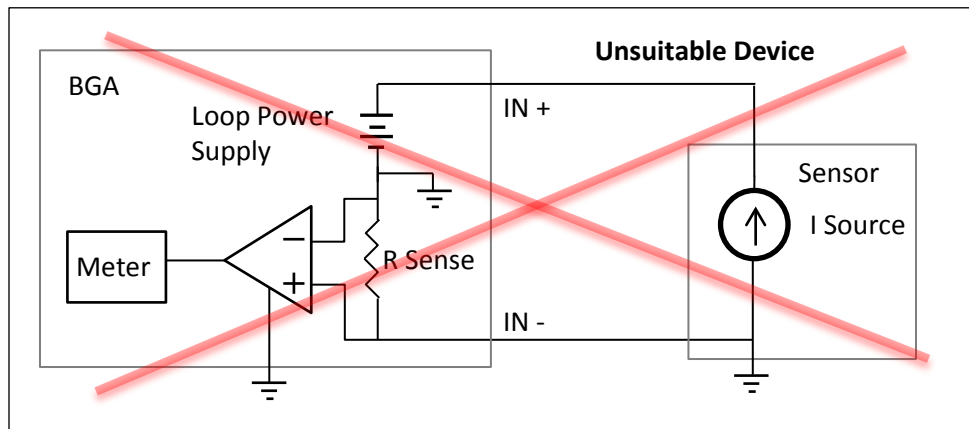 Unsuitable Device
BGA
Loop Power
Supply
IN +
Sensor
I Source
Meter
−
+
R Sense
IN -